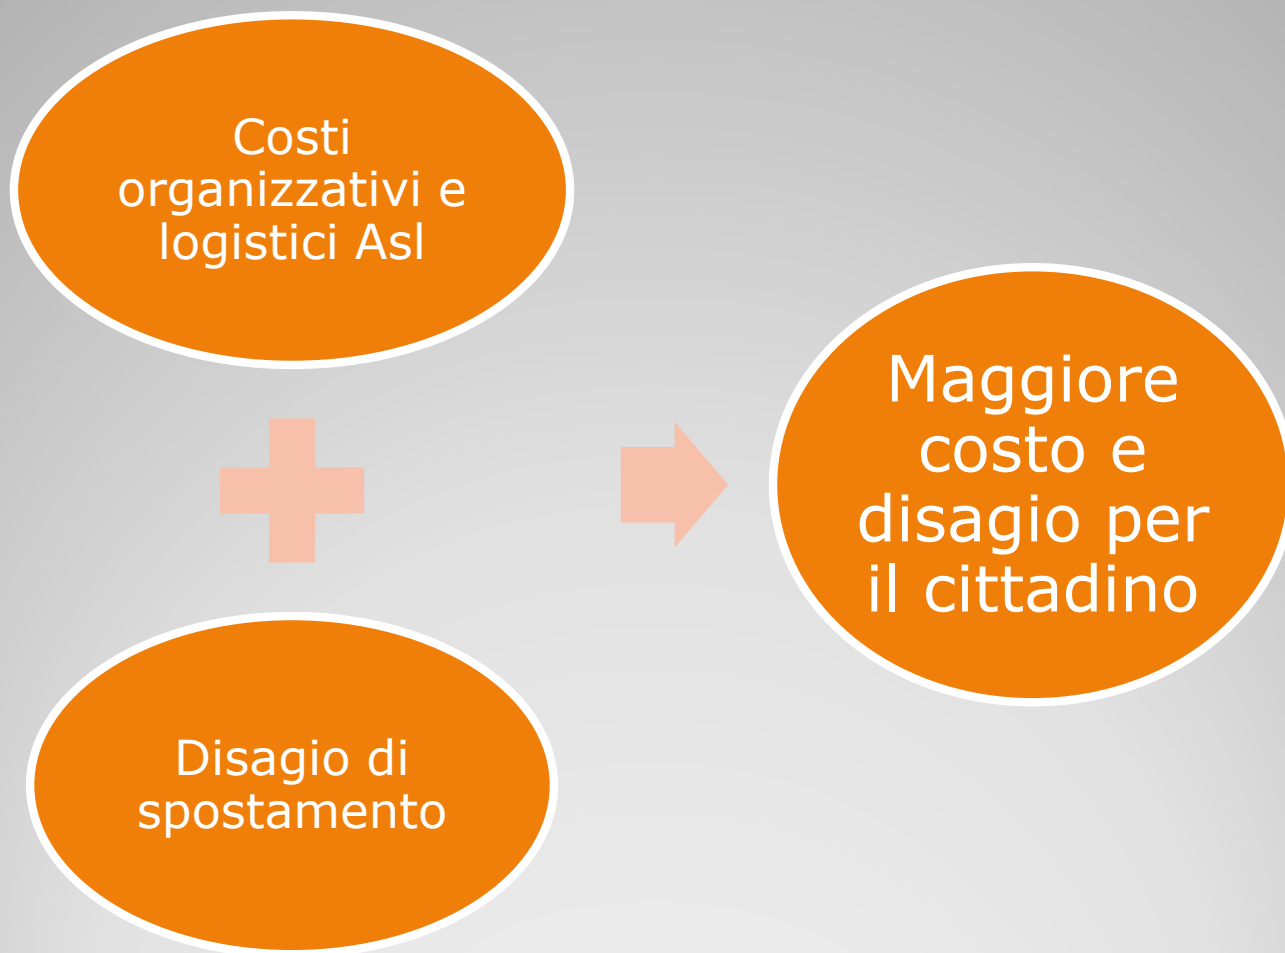 Costi
organizzativi e
logistici Asl
Disagio di
spostamento
Maggiore
costo e
disagio per
il cittadino